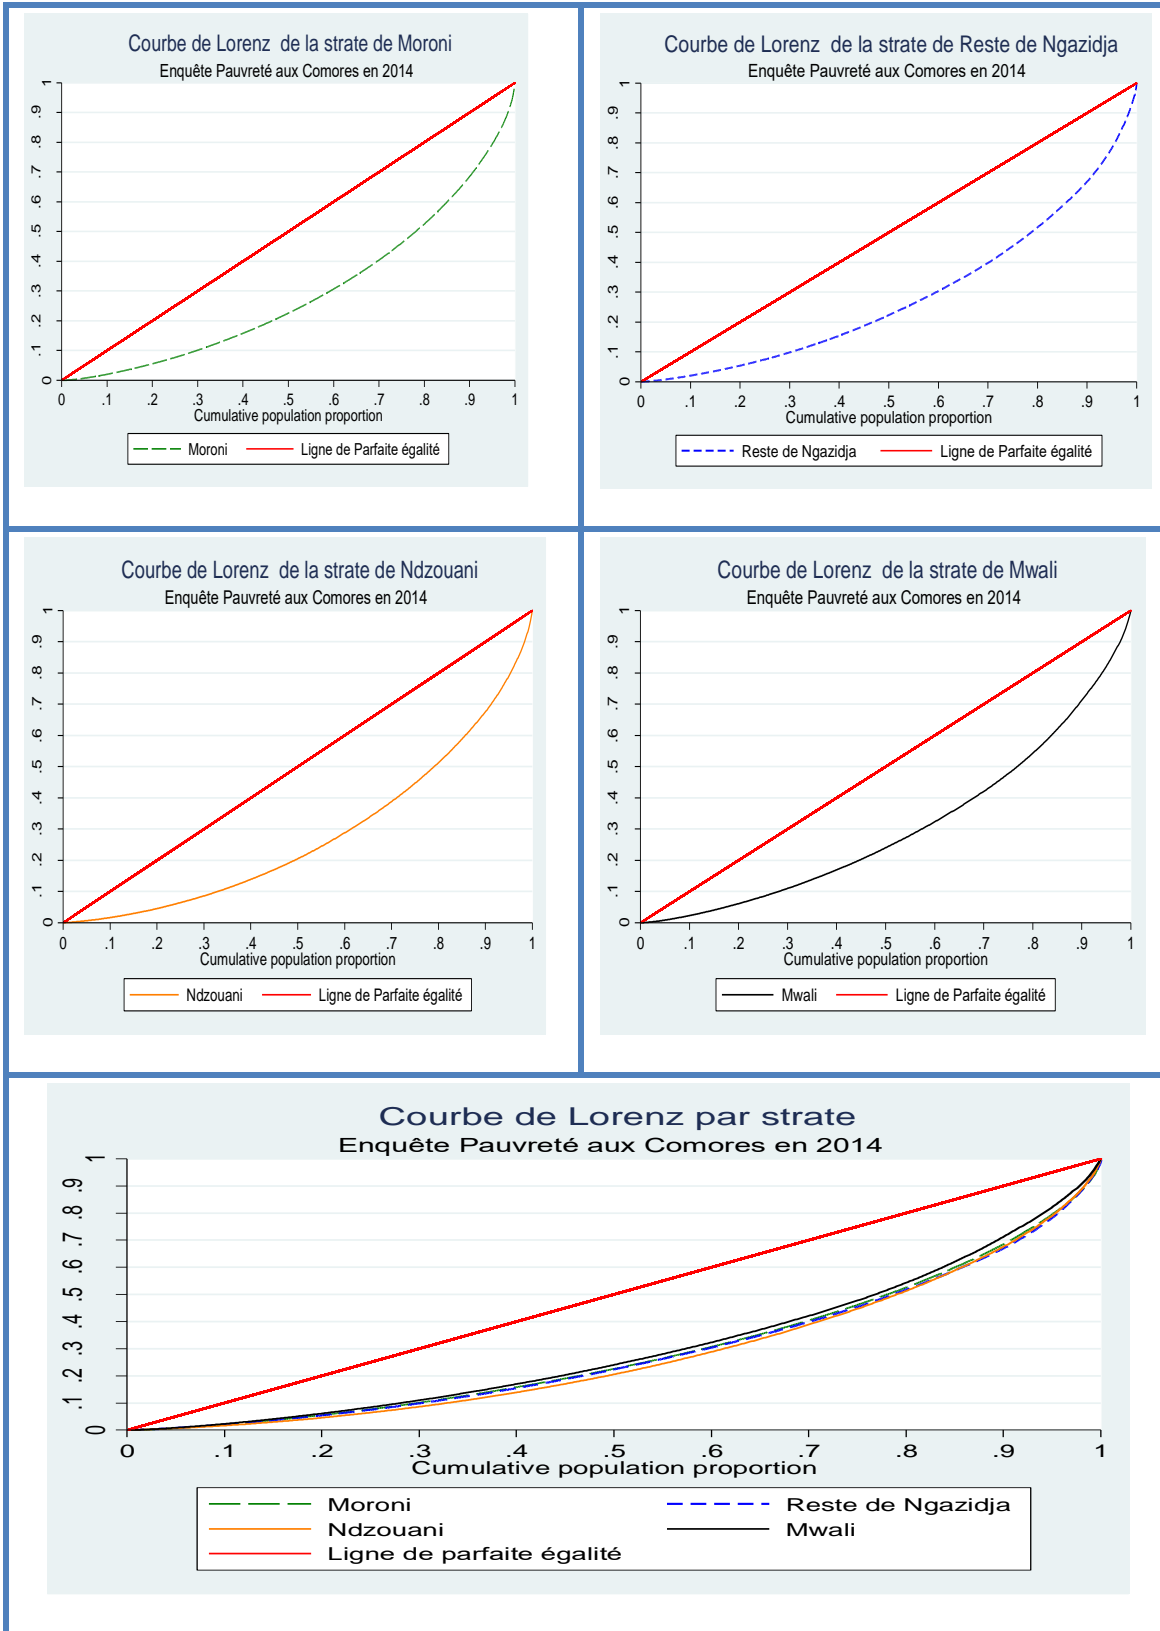 Courbe de Lorenz de la strate de Moroni
Enquête Pauvreté aux Comores en 2014
1
.9
.8
.7
.6
.5
.4
.3
.2
.1
0
0 .1 .2 .3 .4 .5 .6 .7 .8 .9 1
Cumulative population proportion
Moroni Ligne de Parfaite égalité
Courbe de Lorenz de la strate de Reste de Ngazidja
Enquête Pauvreté aux Comores en 2014
1
.9
.8
.7
.6
.5
.4
.3
.2
.1
0
0 .1 .2 .3 .4 .5 .6 .7 .8 .9 1
Cumulative population proportion
Reste de Ngazidja Ligne de Parfaite égalité
Courbe de Lorenz de la strate de Ndzouani
Enquête Pauvreté aux Comores en 2014
1
.9
.8
.7
.6
.5
.4
.3
.2
.1
0
0 .1 .2 .3 .4 .5 .6 .7 .8 .9 1
Cumulative population proportion
Ndzouani Ligne de Parfaite égalité
Courbe de Lorenz de la strate de Mwali
Enquête Pauvreté aux Comores en 2014
1
.9
.8
.7
.6
.5
.4
.3
.2
.1
0
0 .1 .2 .3 .4 .5 .6 .7 .8 .9 1
Cumulative population proportion
Mwali Ligne de Parfaite égalité
Courbe de Lorenz par strate
Enquête Pauvreté aux Comores en 2014
1
.9
.8
.7
.6
.5
.4
.3
.2
.1
0
0 .1 .2 .3 .4 .5 .6 .7 .8 .9 1
Cumulative population proportion
Moroni Reste de Ngazidja
Ndzouani Mwali
Ligne de parfaite égalité